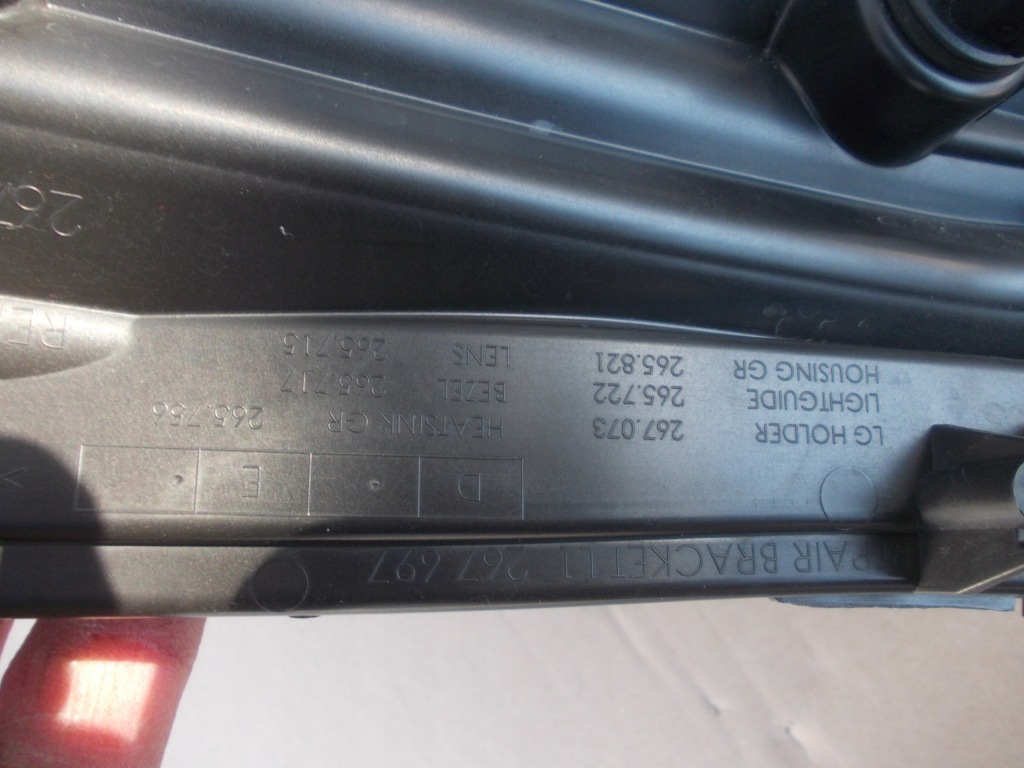 PAIR BRACKET LL 267.697
D E
LG HOLDER 267.073 HEATSINK GR 265.756
LIGHTGUIDE 265.722 BEZEL 265.717
HOUSING GR 265.821 LENS 265.715